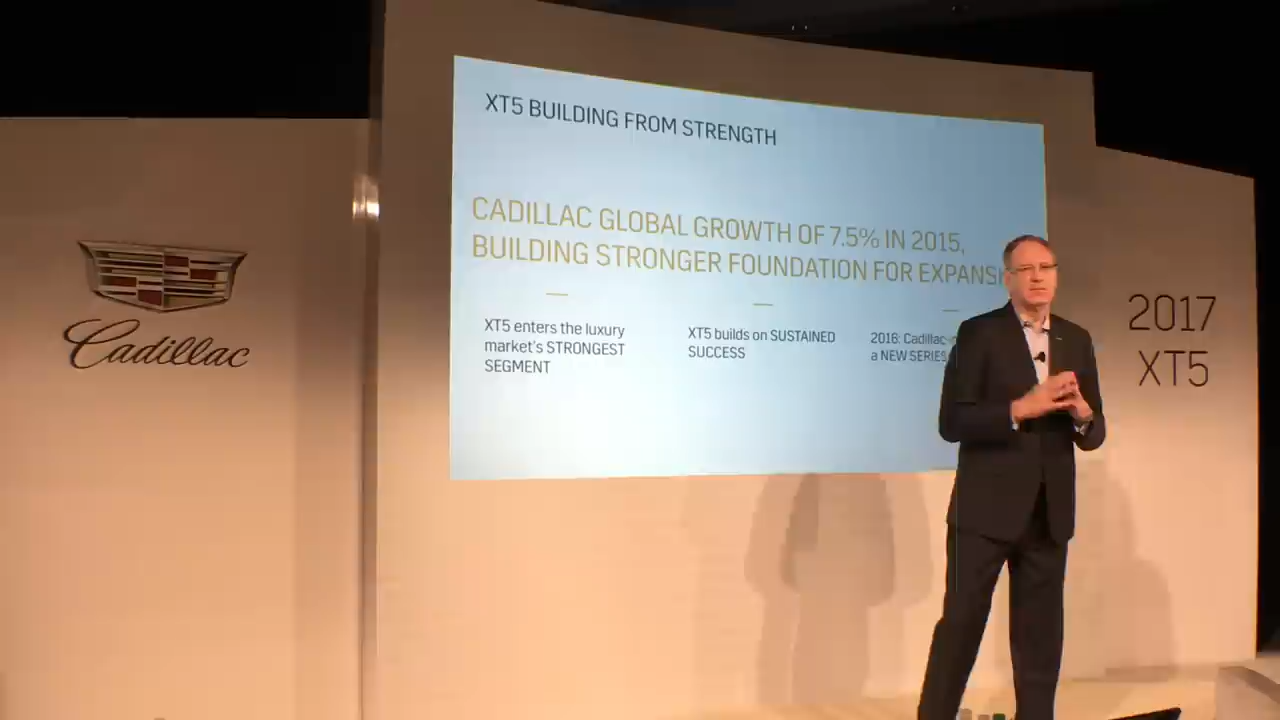 XT5 BUILDING FROM STRENGTH
CADILLAC GLOBAL GROWTH OF 7.5% IN 2015,
BUILDING STRONGER FOUNDATION FOR
XT5 enters the luxury
market's STRONGEST
SEGMENT
XT5 builds on SUSTAINED
SUCCESS
2016: Cadillac
a NEW SERIES
Cadillac
2017
XT5